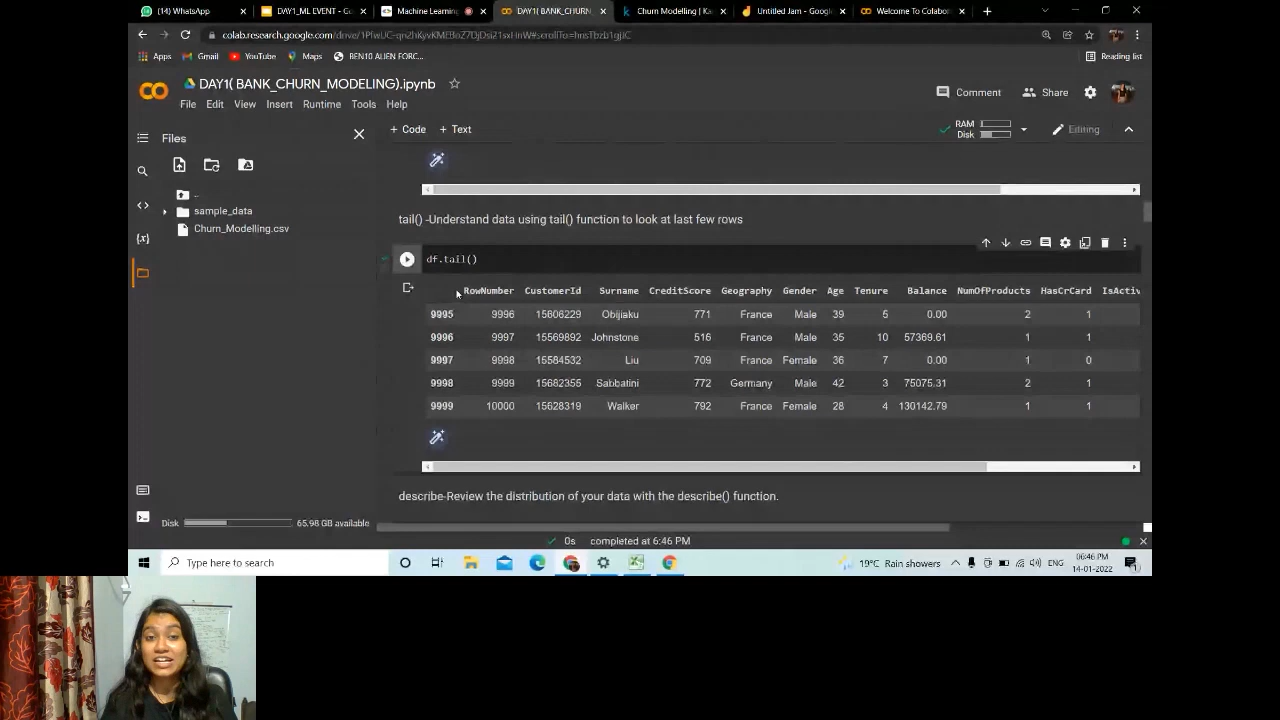 (14) WhatsApp
DAY1_ML EVENT - G
Machine Learning
DAY1( BANK_CHURN
Churn Modelling | Ka
Untitled Jam - Google
Welcome To Colabo
Apps
Gmail
YouTube
Maps
BEN10 ALIEN FORC...
Reading list
DAY1( BANK_CHURN_MODELING).ipynb
File Edit View Insert Runtime Tools Help
Comment
Share
Files
+ Code + Text
RAM
Disk
Editing
..
sample_data
Churn_Modelling.csv
tail() -Understand data using tail() function to look at last few rows
df.tail()
RowNumber CustomerId Surname CreditScore Geography Gender Age Tenure Balance NumOfProducts HasCrCard IsActiv
9995 9996 15606229 Obijiaku 771 France Male 39 5 0.00 2 1
9996 9997 15569892 Johnstone 516 France Male 35 10 57369.61 1 1
9997 9998 15584532 Liu 709 France Female 36 7 0.00 1 0
9998 9999 15682355 Sabbatini 772 Germany Male 42 3 75075.31 2 1
9999 10000 15628319 Walker 792 France Female 28 4 130142.79 1 1
describe-Review the distribution of your data with the describe() function.
Disk
65.98 GB available
0s completed at 6:46 PM
Type here to search
19°C Rain showers
ENG
06:46 PM
14-01-2022